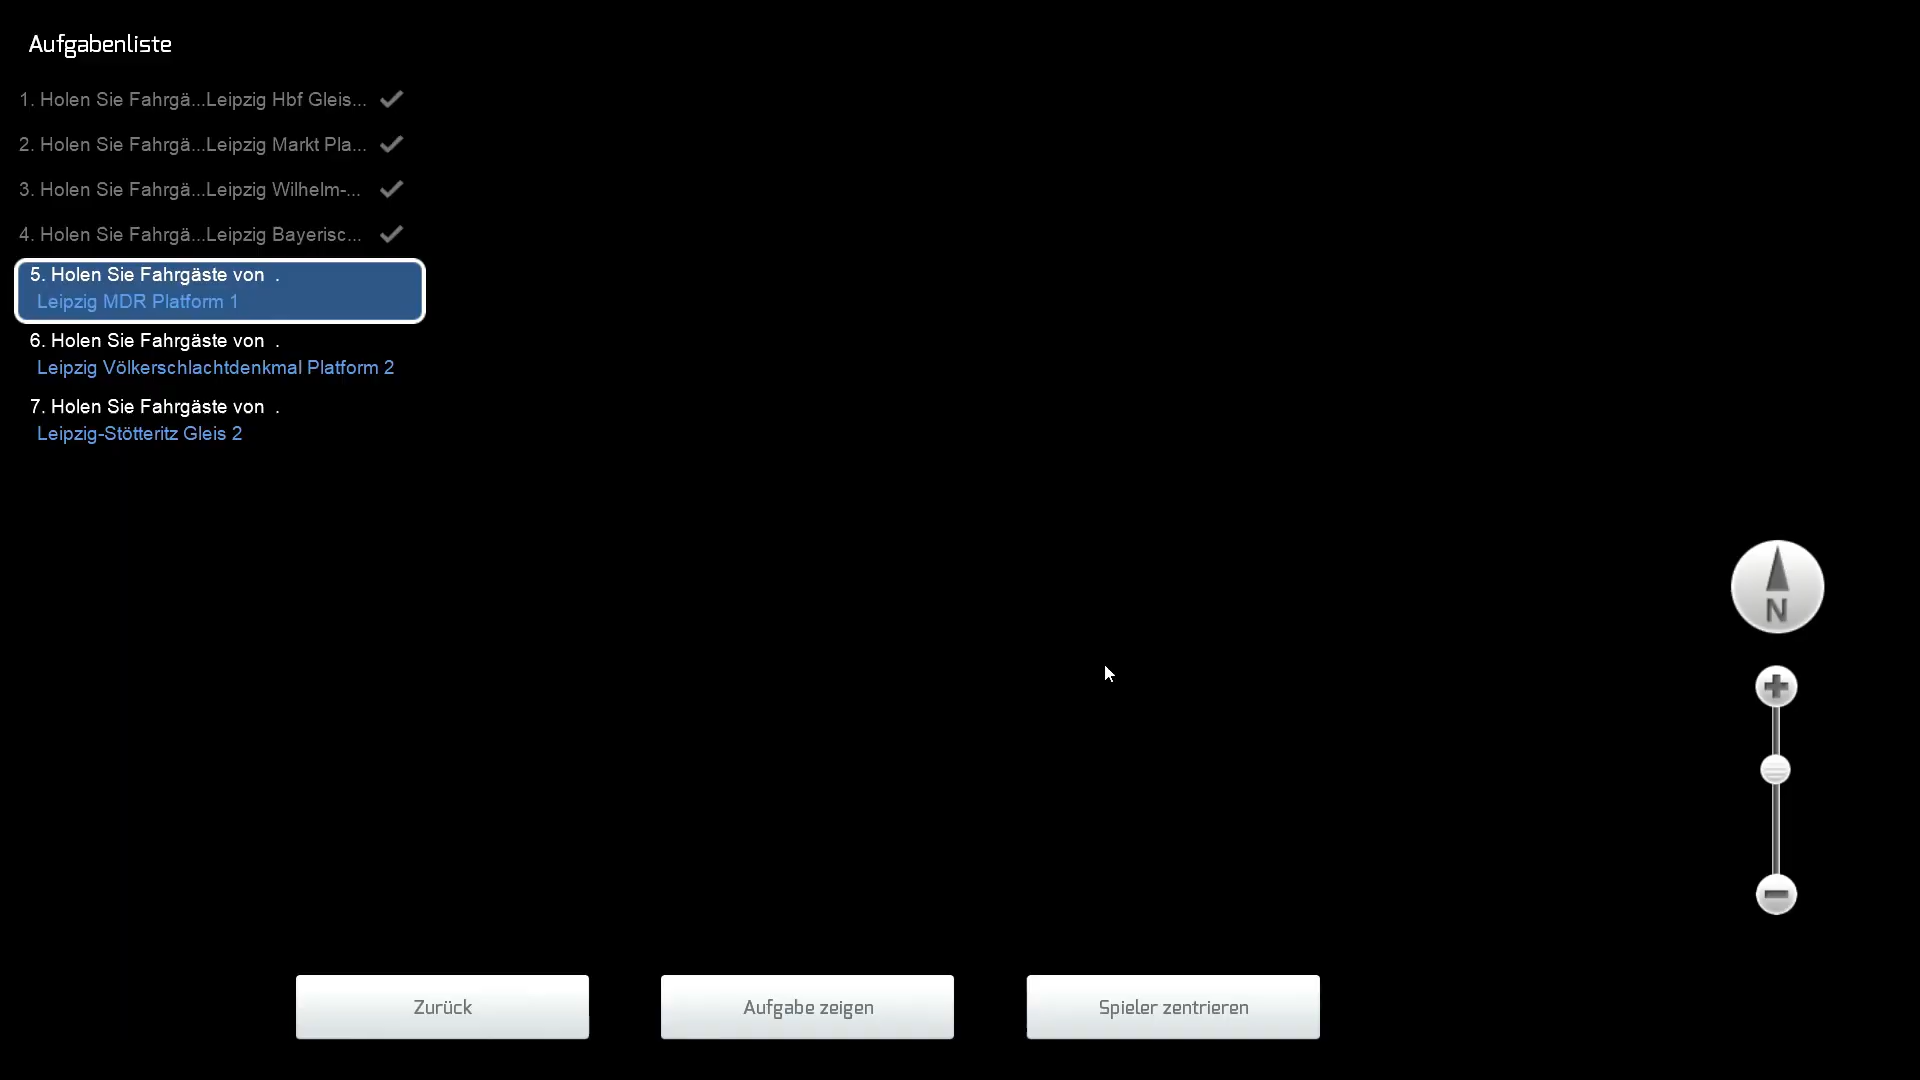 Aufgabenliste
1. Holen Sie Fahrgä...Leipzig Hbf Gleis...
2. Holen Sie Fahrgä...Leipzig Markt Pla...
3. Holen Sie Fahrgä...Leipzig Wilhelm-...
4. Holen Sie Fahrgä...Leipzig Bayerisc...
5. Holen Sie Fahrgäste von .
Leipzig MDR Platform 1
6. Holen Sie Fahrgäste von .
Leipzig Völkerschlachtdenkmal Platform 2
7. Holen Sie Fahrgäste von .
Leipzig-Stötteritz Gleis 2
N
Zurück
Aufgabe zeigen
Spieler zentrieren